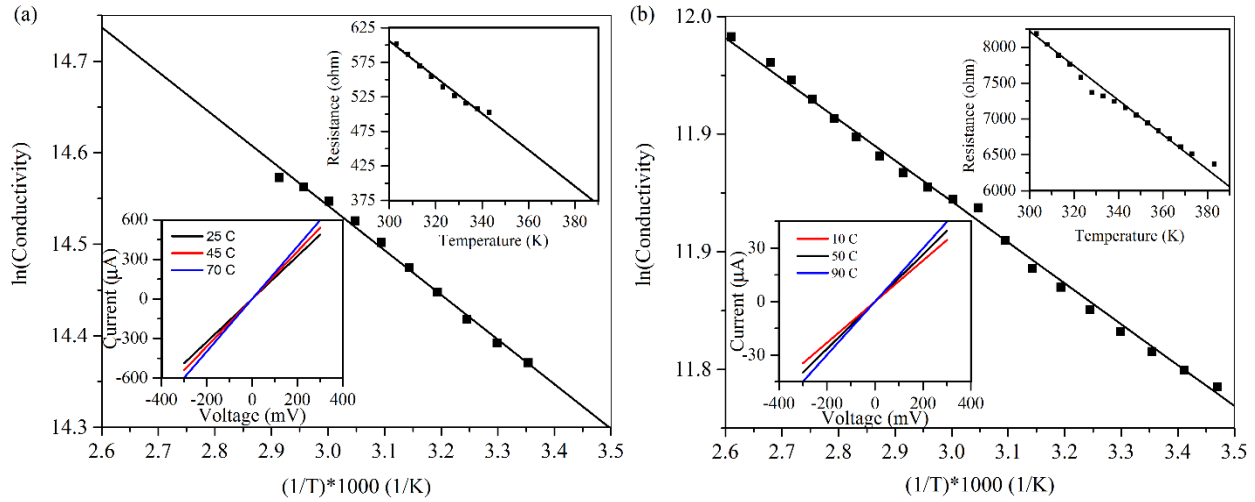 (a)
ln(Conductivity)
14.7
14.6
14.5
14.4
14.3
2.6 2.7 2.8 2.9 3.0 3.1 3.2 3.3 3.4 3.5
(1/T)*1000 (1/K)
Resistance (ohm)
625
575
525
475
425
375
300 320 340 360 380
Temperature (K)
Current (μA)
600
300
0
-300
-600
25 C
45 C
70 C
-400 -200 0 200 400
Voltage (mV)
(b)
ln(Conductivity)
12.0
11.9
11.9
11.8
2.6 2.7 2.8 2.9 3.0 3.1 3.2 3.3 3.4 3.5
(1/T)*1000 (1/K)
Resistance (ohm)
8000
7500
7000
6500
6000
300 320 340 360 380
Temperature (K)
Current (μA)
30
0
-30
10 C
50 C
90 C
-400 -200 0 200 400
Voltage (mV)